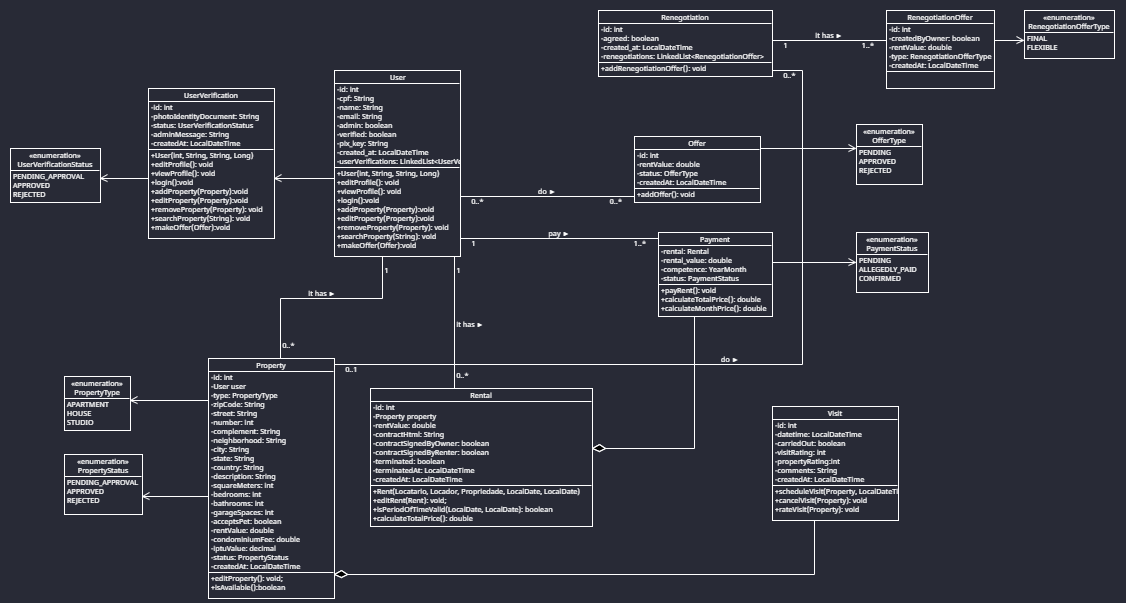 Renegotiation
-id: int
-agreed: boolean
-created_at: LocalDateTime
-renegotiations: LinkedList<RenegotiationOffer>
+addRenegotiationOffer(): void
It has ►
1
1..*
0..*
RenegotiationOffer
-id: int
-createdByOwner: boolean
-rentValue: double
-type: RenegotiationOfferType
-createdAt: LocalDateTime
«enumeration»
RenegotiationOfferType
FINAL
FLEXIBLE
User
-id: int
-cpf: String
-name: String
-email: String
-admin: boolean
-verified: boolean
-pix_key: String
-created_at: LocalDateTime
-userVerifications: LinkedList<UserVe
+User(int, String, String, Long)
+editProfile(): void
+viewProfile(): void
+login():void
+addProperty(Property):void
+editProperty(Property): void
+removeProperty(Property): void
+searchProperty(String): void
+makeOffer(Offer):void
UserVerification
-id: int
-photoIdentityDocument: String
-status: UserVerificationStatus
-adminMessage: String
-createdAt: LocalDateTime
+User(int, String, String, Long)
+editProfile(): void
+viewProfile(): void
+login():void
+addProperty(Property):void
+editProperty(Property): void
+removeProperty(Property): void
+searchProperty(String): void
+makeOffer(Offer):void
«enumeration»
UserVerificationStatus
PENDING_APPROVAL
APPROVED
REJECTED
Offer
-id: int
-rentValue: double
-status: OfferType
-createdAt: LocalDateTime
+addOffer(): void
«enumeration»
OfferType
PENDING
APPROVED
REJECTED
do ►
0..*
0..*
pay ►
1
1..*
Payment
-rental: Rental
-rental_value: double
-competence: YearMonth
-status: PaymentStatus
+payRent(): void
+calculateTotalPrice(): double
+calculateMonthPrice(): double
«enumeration»
PaymentStatus
PENDING
ALLEGEDLY_PAID
CONFIRMED
1
1
It has ►
It has ►
0..*
0..1
do ►
0..*
Property
-id: int
-User user
-type: PropertyType
-zipCode: String
-street: String
-number: int
-complement: String
-neighborhood: String
-city: String
-state: String
-country: String
-description: String
-squareMeters: int
-bedrooms: int
-bathrooms: int
-garageSpaces: int
-acceptsPet: boolean
-rentValue: double
-condominiumFee: double
-iptuValue: decimal
-status: PropertyStatus
-createdAt: LocalDateTime
+editProperty(): void;
+isAvailable():boolean
«enumeration»
PropertyType
APARTMENT
HOUSE
STUDIO
«enumeration»
PropertyStatus
PENDING_APPROVAL
APPROVED
REJECTED
Rental
-id: int
-Property property
-rentValue: double
-contractHtml: String
-contractSignedByOwner: boolean
-contractSignedByRenter: boolean
-terminated: boolean
-terminatedAt: LocalDateTime
-createdAt: LocalDateTime
+Rent(Locatario, Locador, Propriedade, LocalDate, LocalDate)
+editRent(Rent): void;
+isPeriodOfTimeValid(LocalDate, LocalDate): boolean
+calculateTotalPrice(): double
Visit
-id: int
-datetime: LocalDateTime
-carriedOut: boolean
-visitRating: int
-propertyRating:int
-comments: String
-createdAt: LocalDateTime
+scheduleVisit(Property, LocalDateTi
+cancelVisit(Property): void
+rateVisit(Property): void